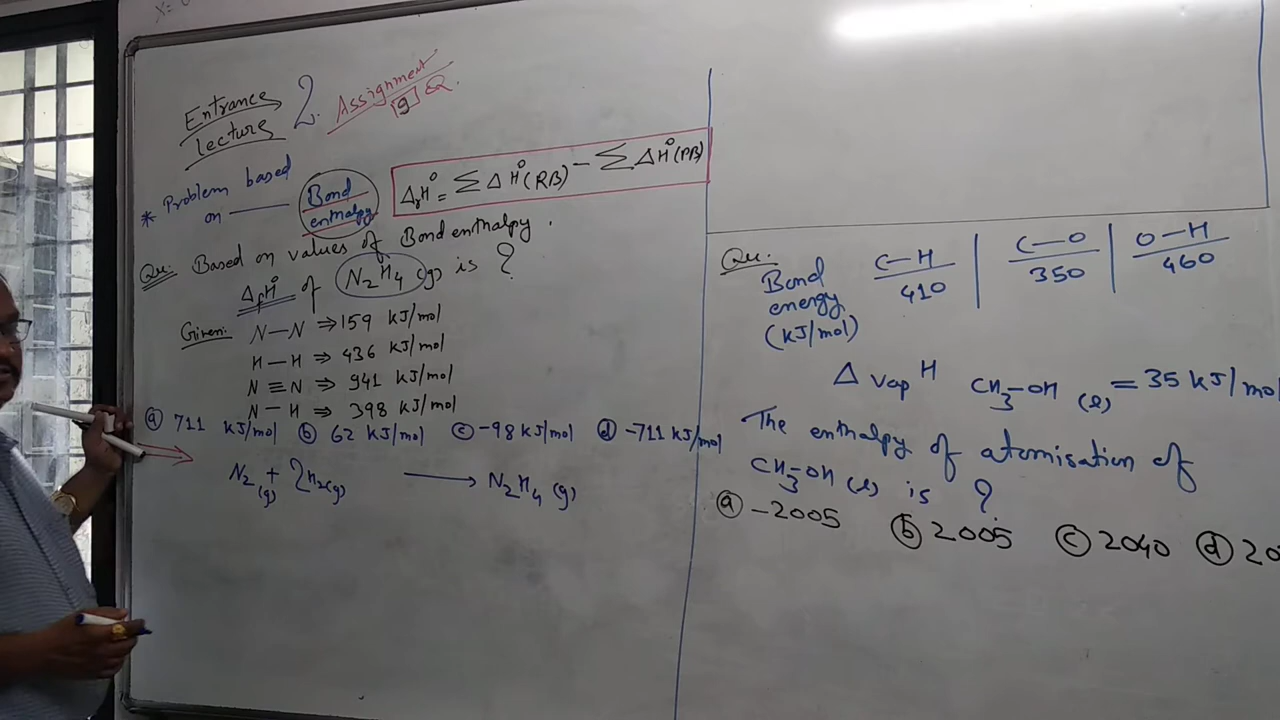 Entrance
Lecture 2.
Assignment
[9] Q.
* Problem based
on — Bond
enthalpy
ΔrH° = ΣΔH°(RB) - ΣΔH°(PB)
Qu. Based on values of Bond enthalpy.
ΔfH° of N₂H₄(g) is ?
Given: N—N ⇒ 159 kJ/mol
H—H ⇒ 436 kJ/mol
N≡N ⇒ 941 kJ/mol
N—H ⇒ 398 kJ/mol
ⓐ 711 kJ/mol ⓑ 62 kJ/mol ⓒ -98 kJ/mol ⓓ -711 kJ/mol
N₂(g) + 2H₂(g) → N₂H₄(g)
Qu.
Bond energy (kJ/mol) C—H 410 | C—O 350 | O—H 460
Δvap H CH₃—OH (l) = 35 kJ/mol
The enthalpy of atomisation of
CH₃—OH (l) is ?
ⓐ -2005 ⓑ 2005 ⓒ 2040 ⓓ